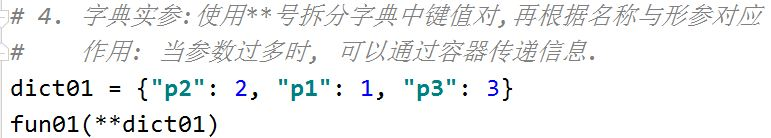 # 4. 字典实参:使用**号拆分字典中键值对,再根据名称与形参对应
#    作用: 当参数过多时, 可以通过容器传递信息.
dict01 = {"p2": 2, "p1": 1, "p3": 3}
fun01(**dict01)